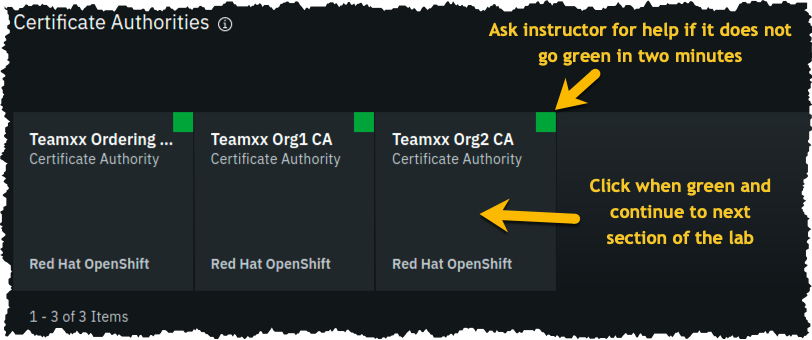 Certificate Authorities
Ask instructor for help if it does not
go green in two minutes
Teamxx Ordering ...
Certificate Authority
Red Hat OpenShift
Teamxx Org1 CA
Certificate Authority
Red Hat OpenShift
Teamxx Org2 CA
Certificate Authority
Red Hat OpenShift
Click when green and
continue to next
section of the lab
1 - 3 of 3 Items